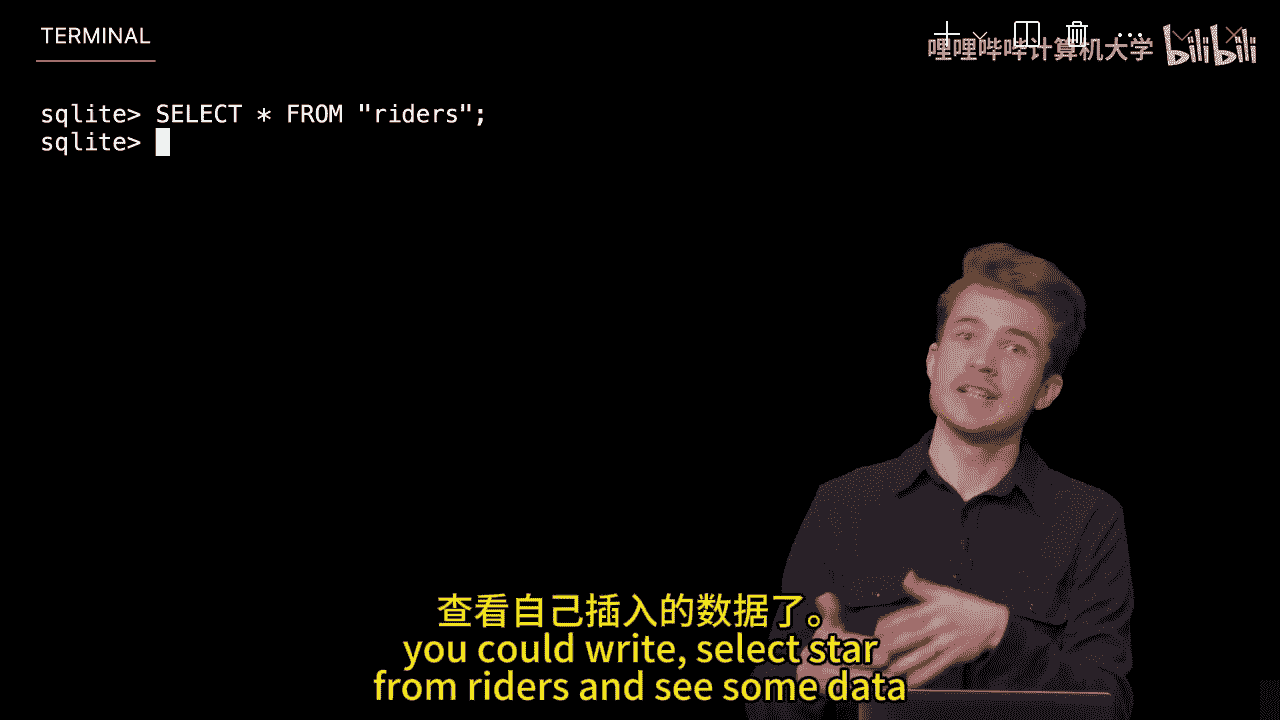 TERMINAL
哔哩哔哩计算机大学 bilibili
sqlite> SELECT * FROM "riders";
sqlite>
查看自己插入的数据了。
you could write, select star
from riders and see some data